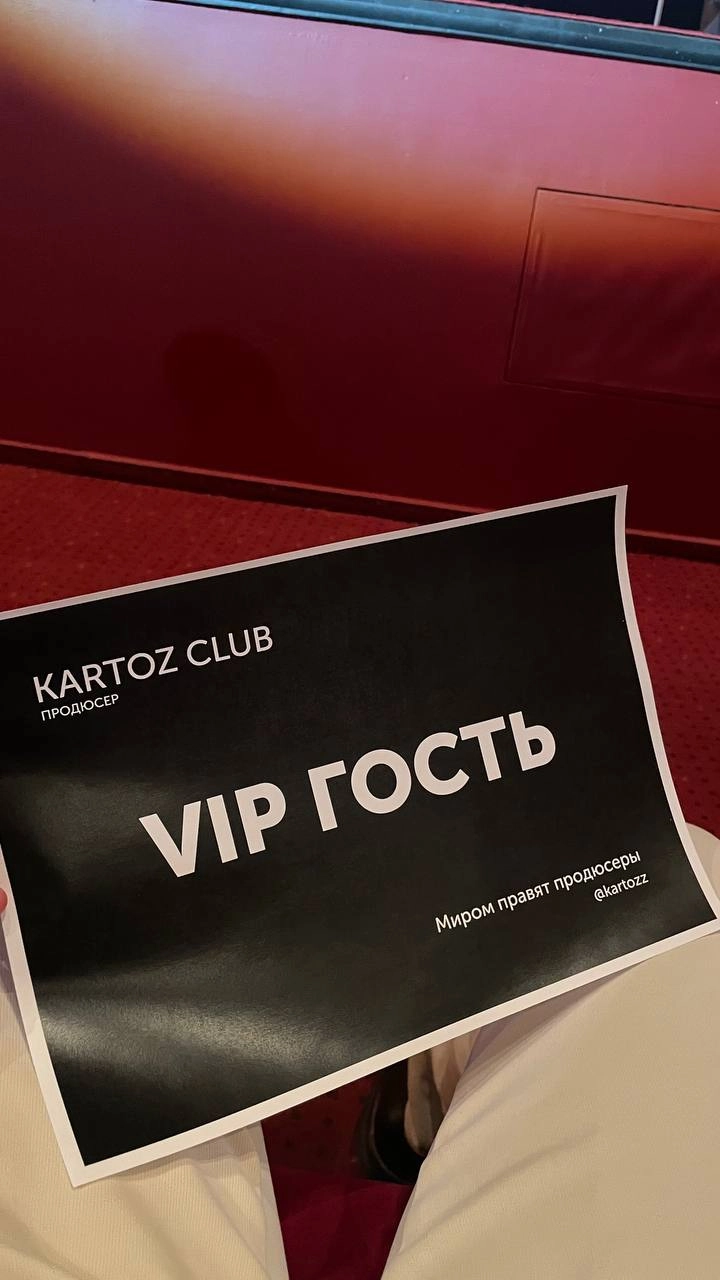 KARTOZ CLUB
ПРОДЮСЕР
VIP ГОСТЬ
Миром правят продюсеры
@kartozz